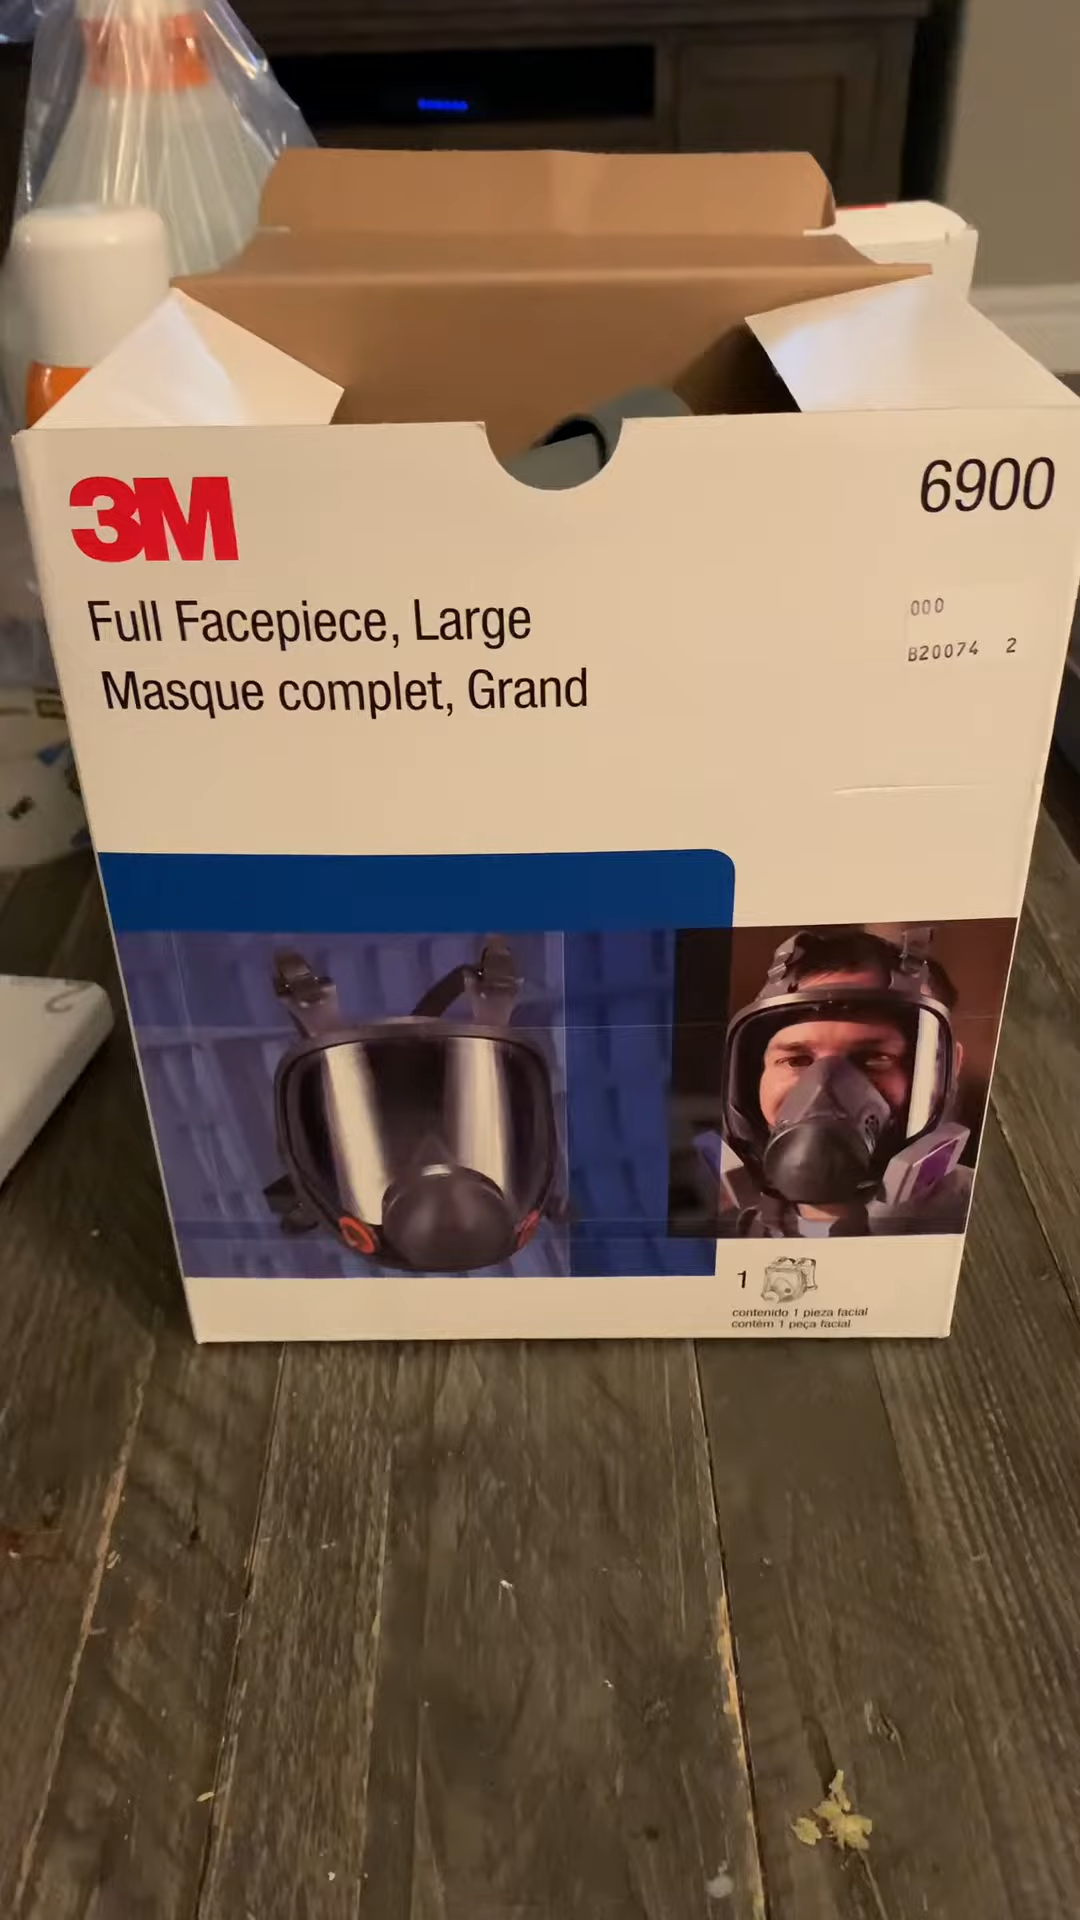 3M
6900
Full Facepiece, Large
Masque complet, Grand
000
B20074 2
1
contenido 1 pieza facial
contém 1 peça facial